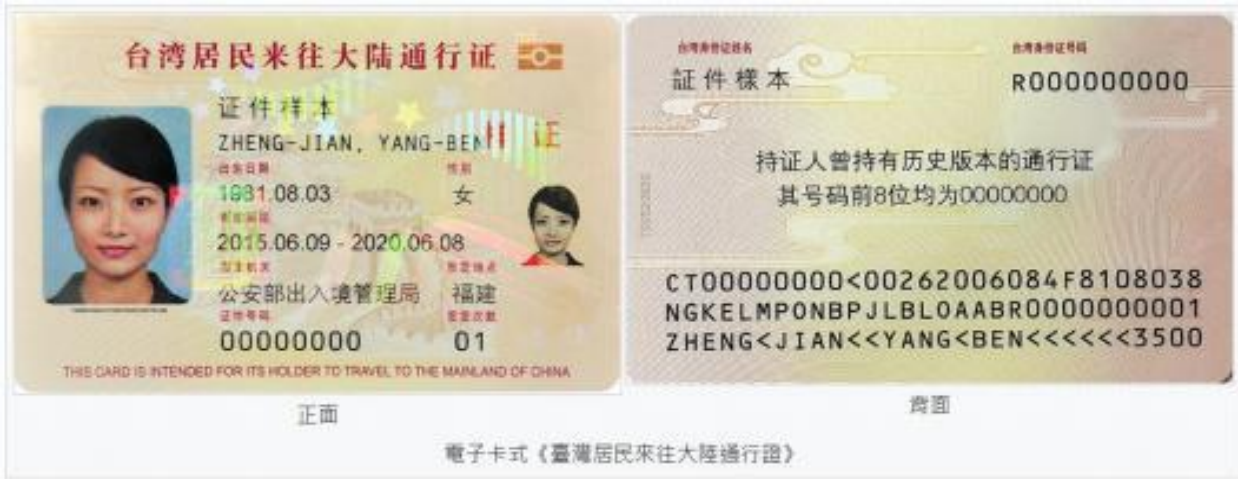 台湾居民来往大陆通行证
证件样本
ZHENG-JIAN, YANG-BEN
出生日期 性别
1981.08.03 女
有效期限
2015.06.09 - 2020.06.08
签发机关 签发地点
公安部出入境管理局 福建
证件号码 签发次数
00000000 01
THIS CARD IS INTENDED FOR ITS HOLDER TO TRAVEL TO THE MAINLAND OF CHINA
正面
台湾身份证姓名 台湾身份证号码
証件樣本 R000000000
持证人曾持有历史版本的通行证
其号码前8位均为00000000
CT00000000<00262006084F8108038
NGKELMPONBPJLBLOAABR0000000001
ZHENG<JIAN<<YANG<BEN<<<<<<3500
背面
電子卡式《臺灣居民來往大陸通行證》